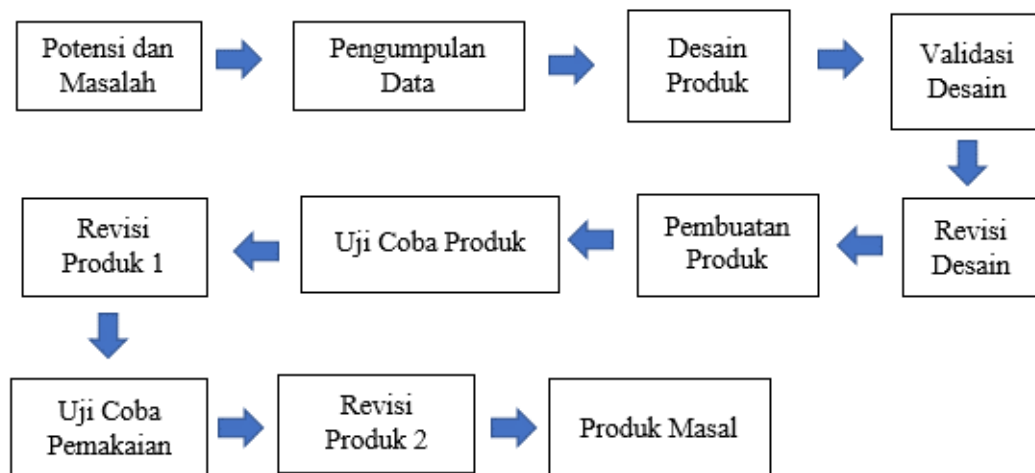 Potensi dan
Masalah
Pengumpulan
Data
Desain
Produk
Validasi
Desain
Revisi
Desain
Pembuatan
Produk
Uji Coba Produk
Revisi
Produk 1
Uji Coba
Pemakaian
Revisi
Produk 2
Produk Masal